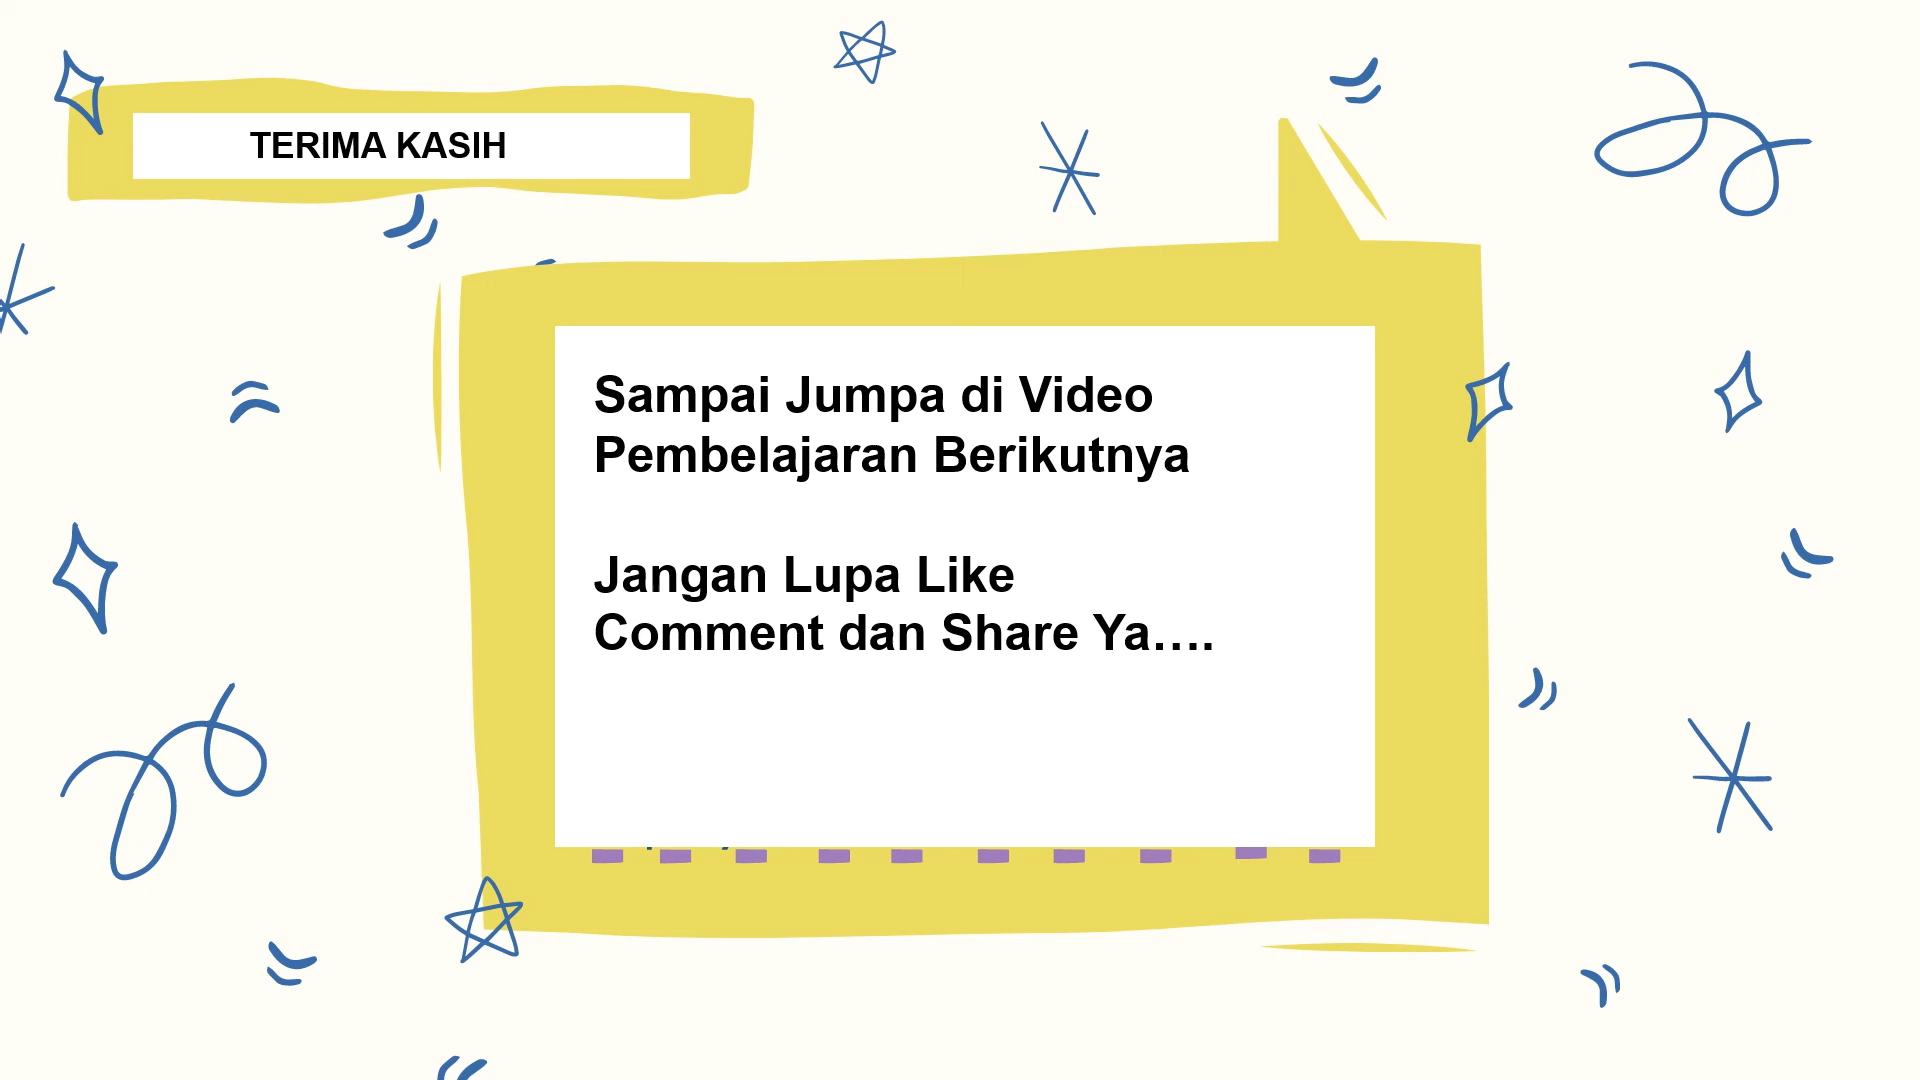 TERIMA KASIH
Sampai Jumpa di Video
Pembelajaran Berikutnya
Jangan Lupa Like
Comment dan Share Ya….